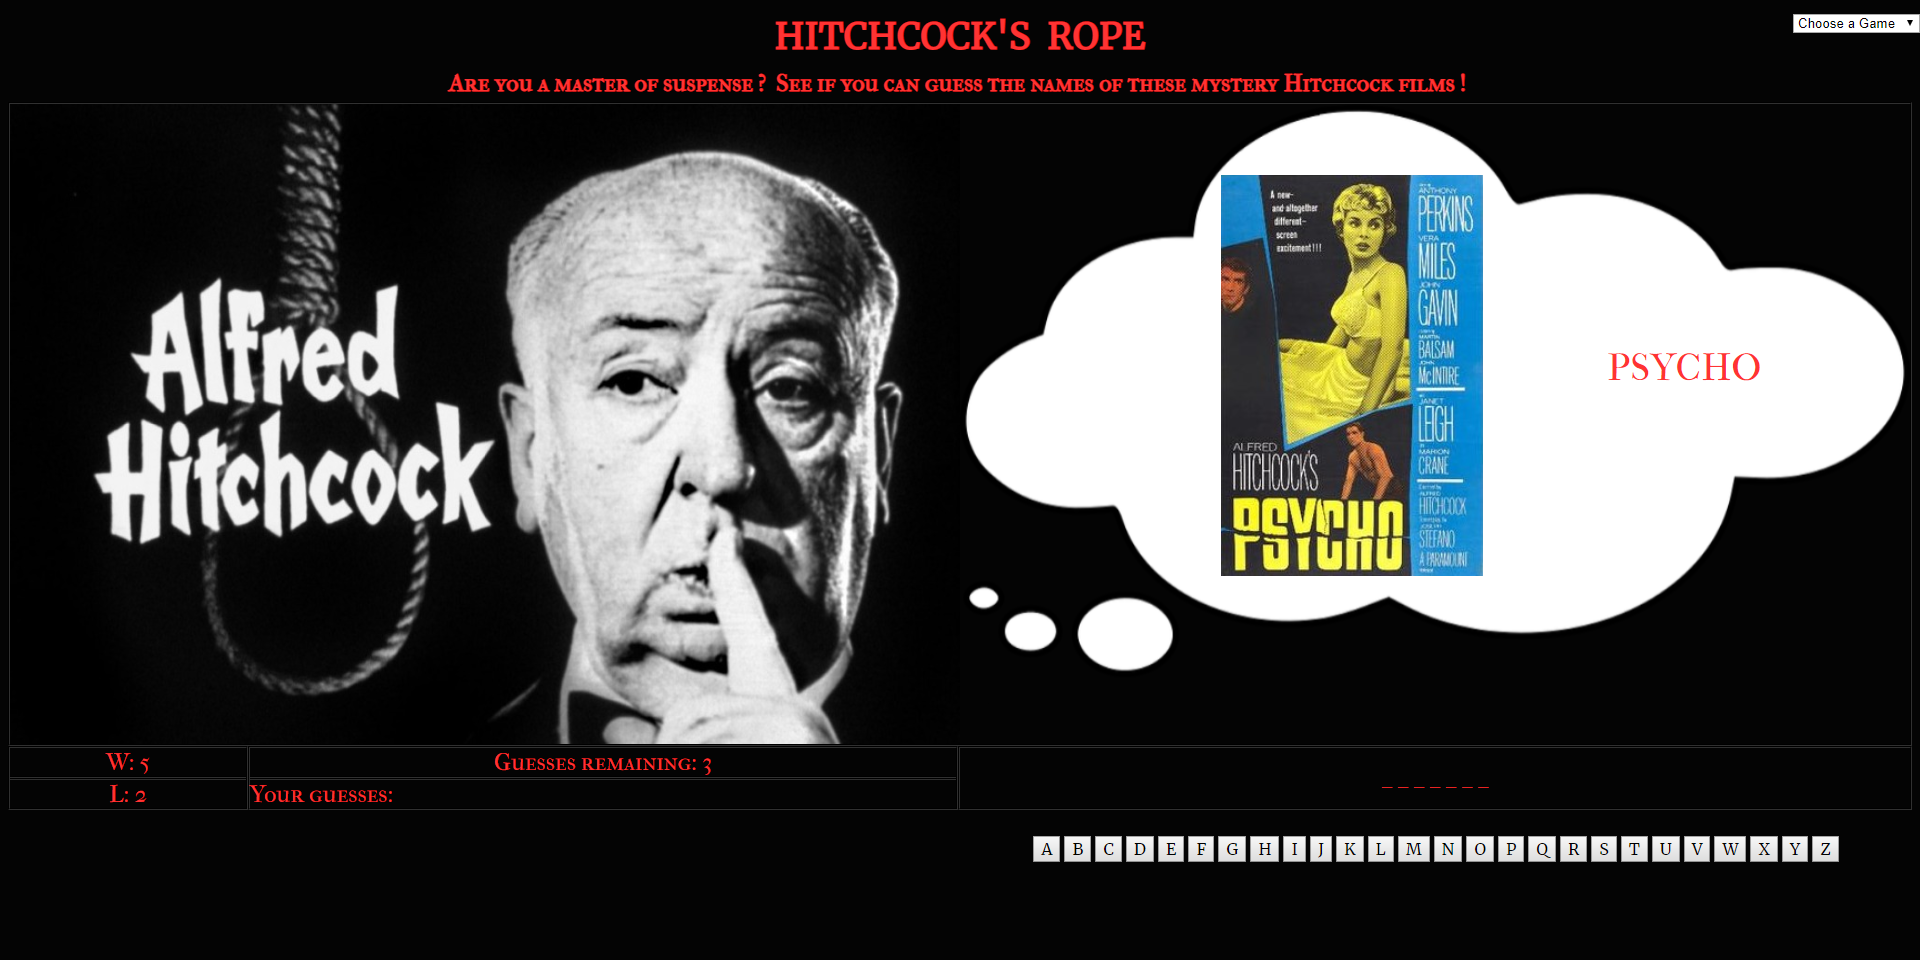 HITCHCOCK'S ROPE
Choose a Game
Are you a master of suspense ? See if you can guess the names of these mystery Hitchcock films !
Alfred
Hitchcock
A new-
and altogether
different-
screen
excitement!!!
ANTHONY
PERKINS
VERA
MILES
JOHN
GAVIN
MARTIN
BALSAM
JOHN
McINTIRE
JANET
LEIGH
MARION
CRANE
ALFRED
HITCHCOCK
STEFANO
A PARAMOUNT
ALFRED
HITCHCOCK'S
PSYCHO
PSYCHO
W: 5
Guesses remaining: 3
L: 2
Your guesses:
_ _ _ _ _ _ _
A B C D E F G H I J K L M N O P Q R S T U V W X Y Z